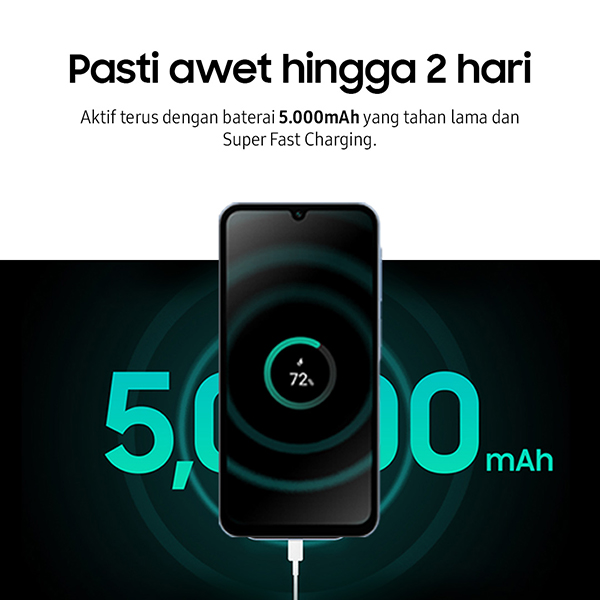 Pasti awet hingga 2 hari
Aktif terus dengan baterai 5.000mAh yang tahan lama dan
Super Fast Charging.
72%
5,000 mAh